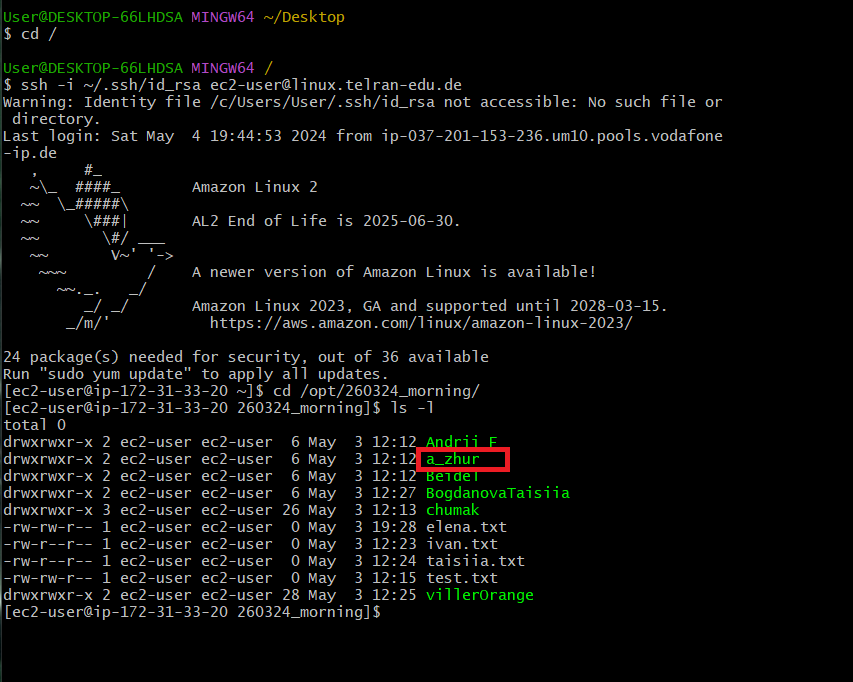 User@DESKTOP-66LHDSA MINGW64 ~/Desktop
$ cd /
User@DESKTOP-66LHDSA MINGW64 /
$ ssh -i ~/.ssh/id_rsa ec2-user@linux.telran-edu.de
Warning: Identity file /c/Users/User/.ssh/id_rsa not accessible: No such file or
 directory.
Last login: Sat May  4 19:44:53 2024 from ip-037-201-153-236.um10.pools.vodafone
-ip.de
   ,     #_
   ~\_  ####_        Amazon Linux 2
  ~~  \_#####\
  ~~     \###|       AL2 End of Life is 2025-06-30.
  ~~       \#/ ___
   ~~       V~' '->
    ~~~         /    A newer version of Amazon Linux is available!
      ~~._.   _/
         _/ _/       Amazon Linux 2023, GA and supported until 2028-03-15.
       _/m/'           https://aws.amazon.com/linux/amazon-linux-2023/
24 package(s) needed for security, out of 36 available
Run "sudo yum update" to apply all updates.
[ec2-user@ip-172-31-33-20 ~]$ cd /opt/260324_morning/
[ec2-user@ip-172-31-33-20 260324_morning]$ ls -l
total 0
drwxrwxr-x 2 ec2-user ec2-user  6 May  3 12:12 Andrii_F
drwxrwxr-x 2 ec2-user ec2-user  6 May  3 12:12 a_zhur
drwxrwxr-x 2 ec2-user ec2-user  6 May  3 12:12 Beidel
drwxrwxr-x 2 ec2-user ec2-user  6 May  3 12:27 BogdanovaTaisiia
drwxrwxr-x 3 ec2-user ec2-user 26 May  3 12:13 chumak
-rw-rw-r-- 1 ec2-user ec2-user  0 May  3 19:28 elena.txt
-rw-r--r-- 1 ec2-user ec2-user  0 May  3 12:23 ivan.txt
-rw-r--r-- 1 ec2-user ec2-user  0 May  3 12:24 taisiia.txt
-rw-rw-r-- 1 ec2-user ec2-user  0 May  3 12:15 test.txt
drwxrwxr-x 2 ec2-user ec2-user 28 May  3 12:25 villerOrange
[ec2-user@ip-172-31-33-20 260324_morning]$